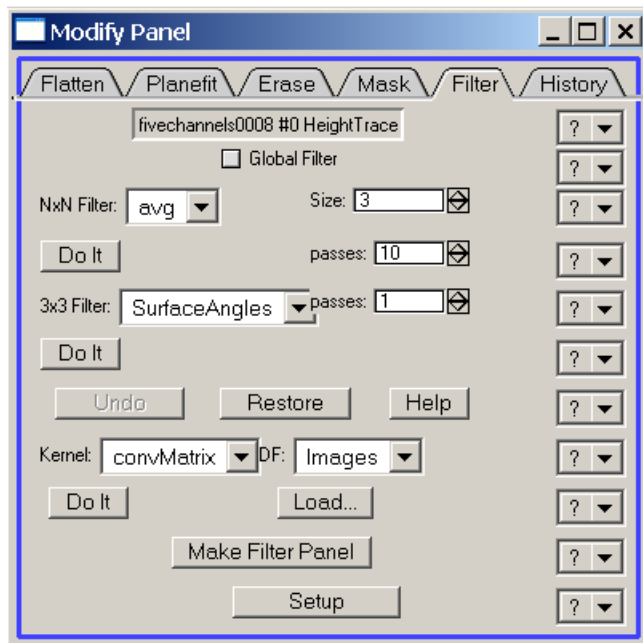 Modify Panel
Flatten Planefit Erase Mask Filter History
fivechannels0008 #0 HeightTrace ?
Global Filter ?
NxN Filter: avg Size: 3 ?
Do It passes: 10 ?
3x3 Filter: SurfaceAngles passes: 1 ?
Do It ?
Undo Restore Help ?
Kernel: convMatrix DF: Images ?
Do It Load... ?
Make Filter Panel ?
Setup ?